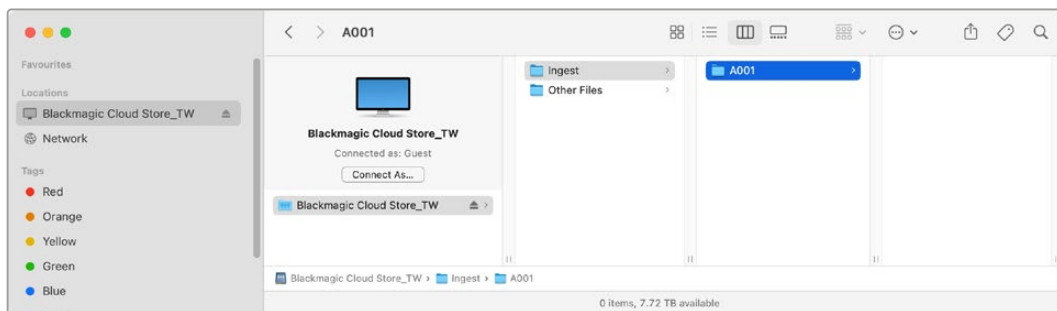 A001
Favourites
Locations
Blackmagic Cloud Store_TW
Network
Tags
Red
Orange
Yellow
Green
Blue
Blackmagic Cloud Store_TW
Connected as: Guest
Connect As...
Blackmagic Cloud Store_TW
Ingest
Other Files
A001
Blackmagic Cloud Store_TW › Ingest › A001
0 items, 7.72 TB available